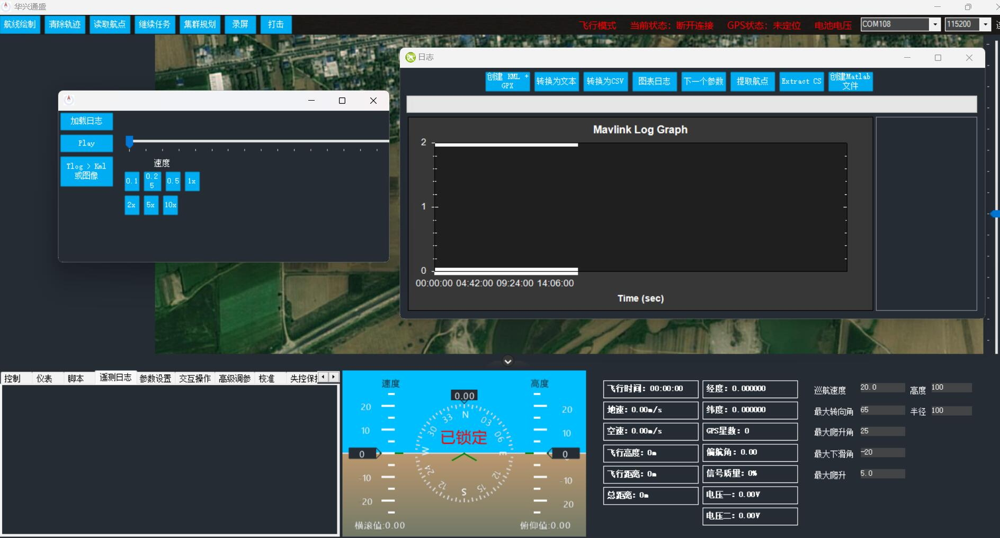 华兴通盛
航线绘制 清除轨迹 读取航点 继续任务 集群规划 录屏 打击
飞行模式 当前状态：断开连接 GPS状态：未定位 电池电压 COM108 115200
日志
创建 KML +
GPX
转换为文本 转换为CSV 图表日志 下一个参数 提取航点 Extract CS
创建Matlab
文件
加载日志
Play
Tlog > Kml
或图像
速度
0.1
0.2
5
0.5 1x
2x 5x 10x
Mavlink Log Graph
2
1
0
00:00:00 04:42:00 09:24:00 14:06:00
Time (sec)
控制 仪表 脚本 遥测日志 参数设置 交互操作 高级调参 校准 失控保
速度 高度
0.00
20 20
10 10
0 0
-10 -10
20 20
N 03 06 E 12 15 S 12 24 W 30 33
已锁定
横滚值:0.00 俯仰值:0.00
飞行时间：00:00:00
地速：0.00m/s
空速：0.00m/s
飞行高度：0m
飞行距离：0m
总距离：0m
经度：0.000000
纬度：0.000000
GPS星数：0
偏航角：0.00
信号质量：0%
电压一：0.00V
电压二：0.00V
巡航速度 20.0 高度 100
最大转向角 65 半径 100
最大爬升角 25
最大下滑角 -20
最大爬升 5.0